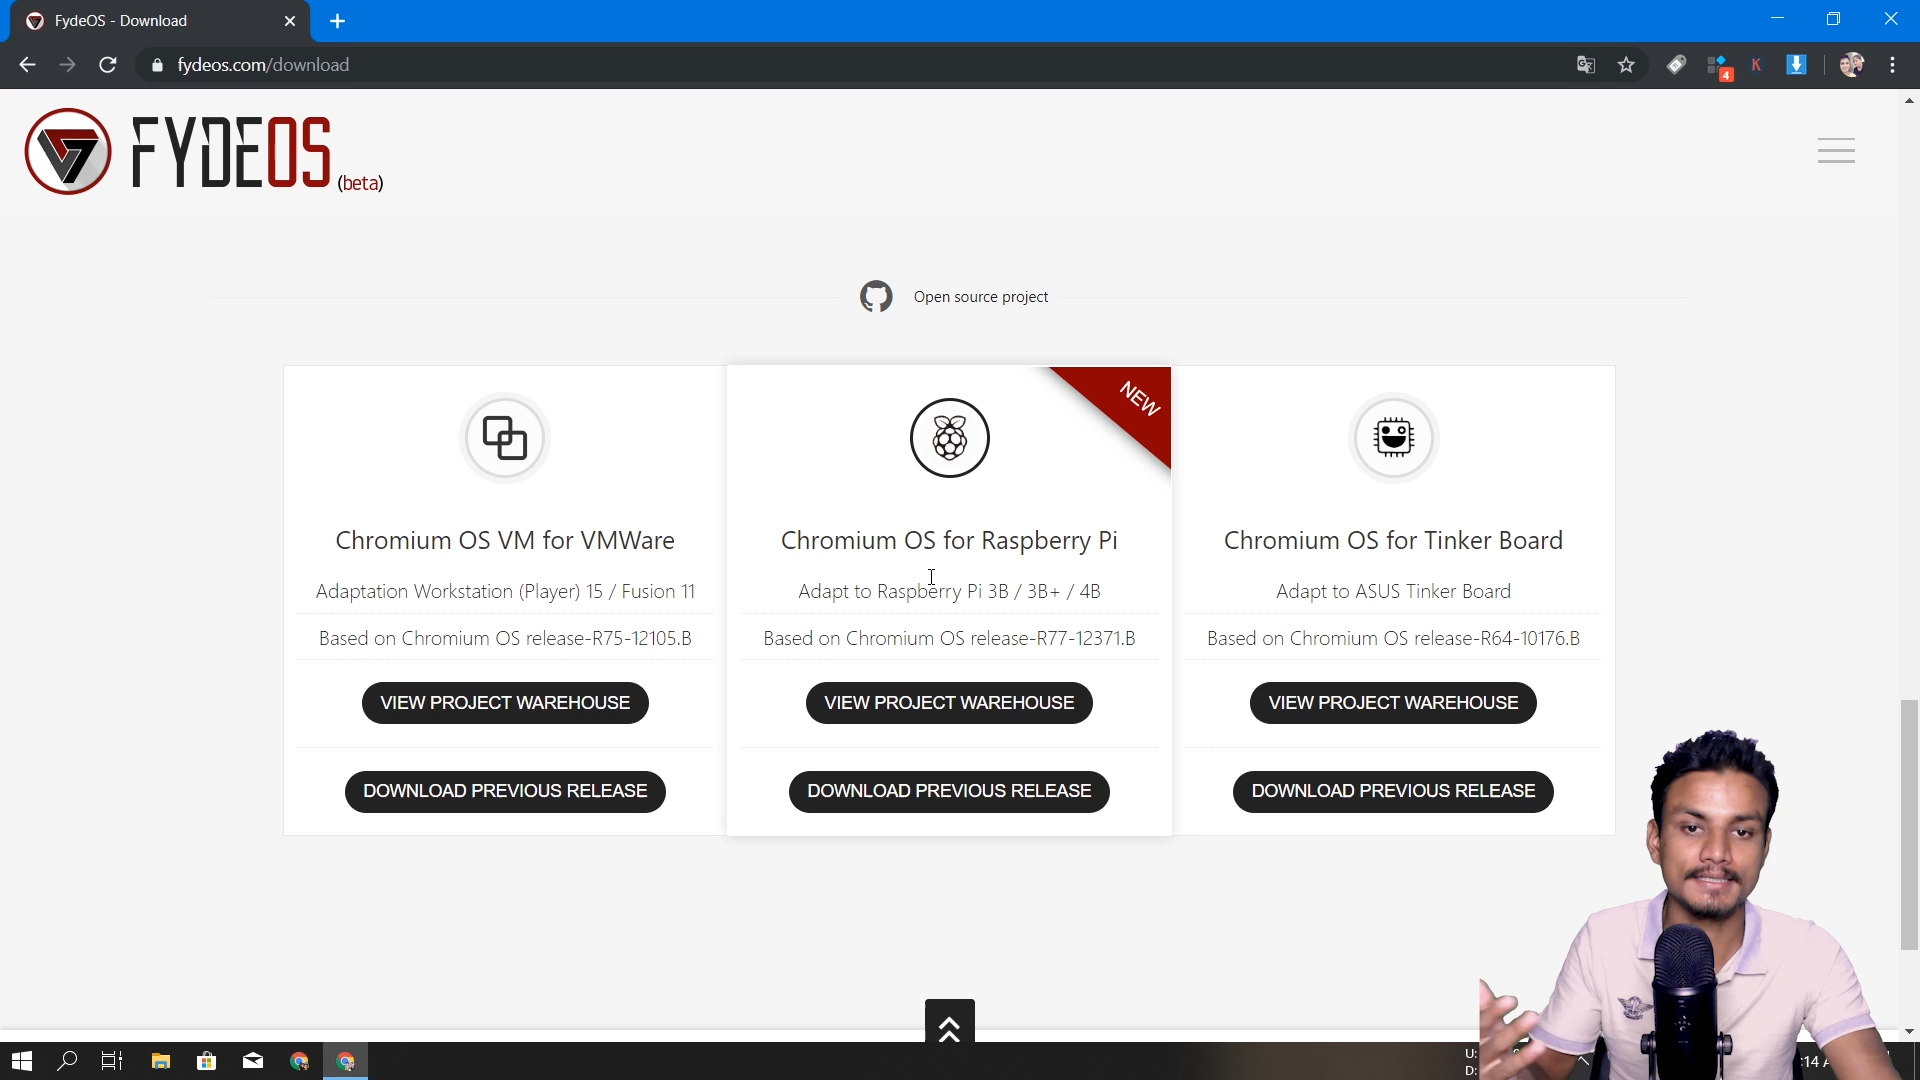 FydeOS - Download
fydeos.com/download
4
K
FYDEOS (beta)
Open source project
NEW
Chromium OS VM for VMWare
Adaptation Workstation (Player) 15 / Fusion 11
Based on Chromium OS release-R75-12105.B
VIEW PROJECT WAREHOUSE
DOWNLOAD PREVIOUS RELEASE
Chromium OS for Raspberry Pi
Adapt to Raspberry Pi 3B / 3B+ / 4B
Based on Chromium OS release-R77-12371.B
VIEW PROJECT WAREHOUSE
DOWNLOAD PREVIOUS RELEASE
Chromium OS for Tinker Board
Adapt to ASUS Tinker Board
Based on Chromium OS release-R64-10176.B
VIEW PROJECT WAREHOUSE
DOWNLOAD PREVIOUS RELEASE
U:
D: